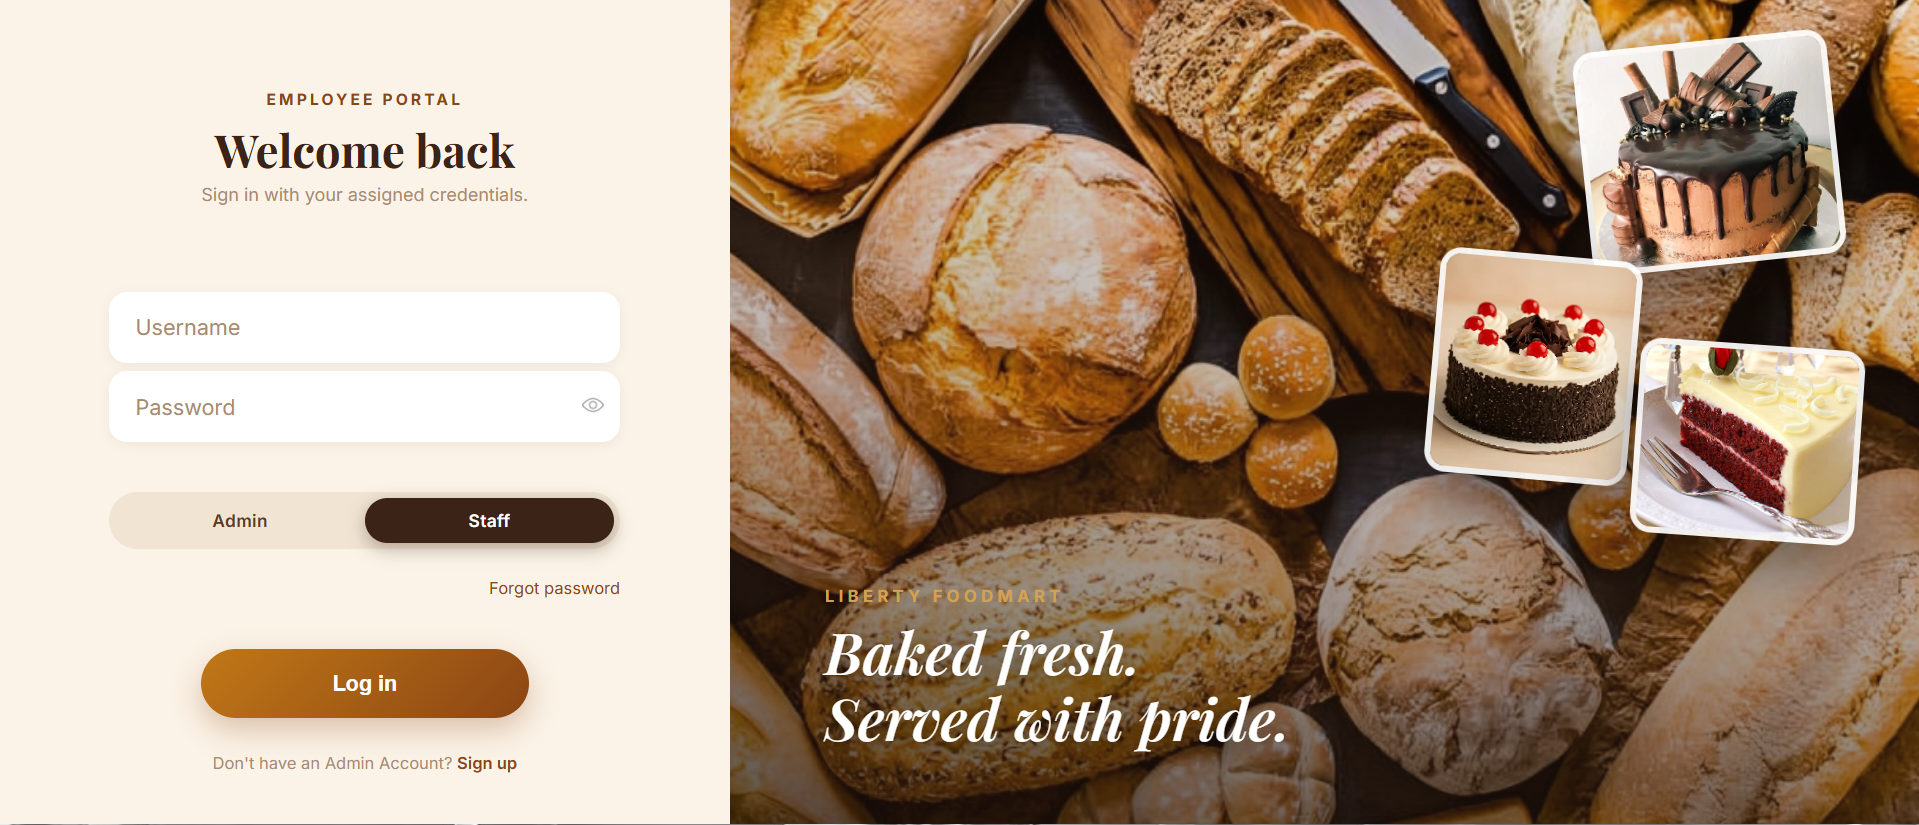 EMPLOYEE PORTAL
Welcome back
Sign in with your assigned credentials.
Username
Password
Admin
Staff
Forgot password
Log in
Don't have an Admin Account? Sign up
LIBERTY FOODMART
Baked fresh.
Served with pride.